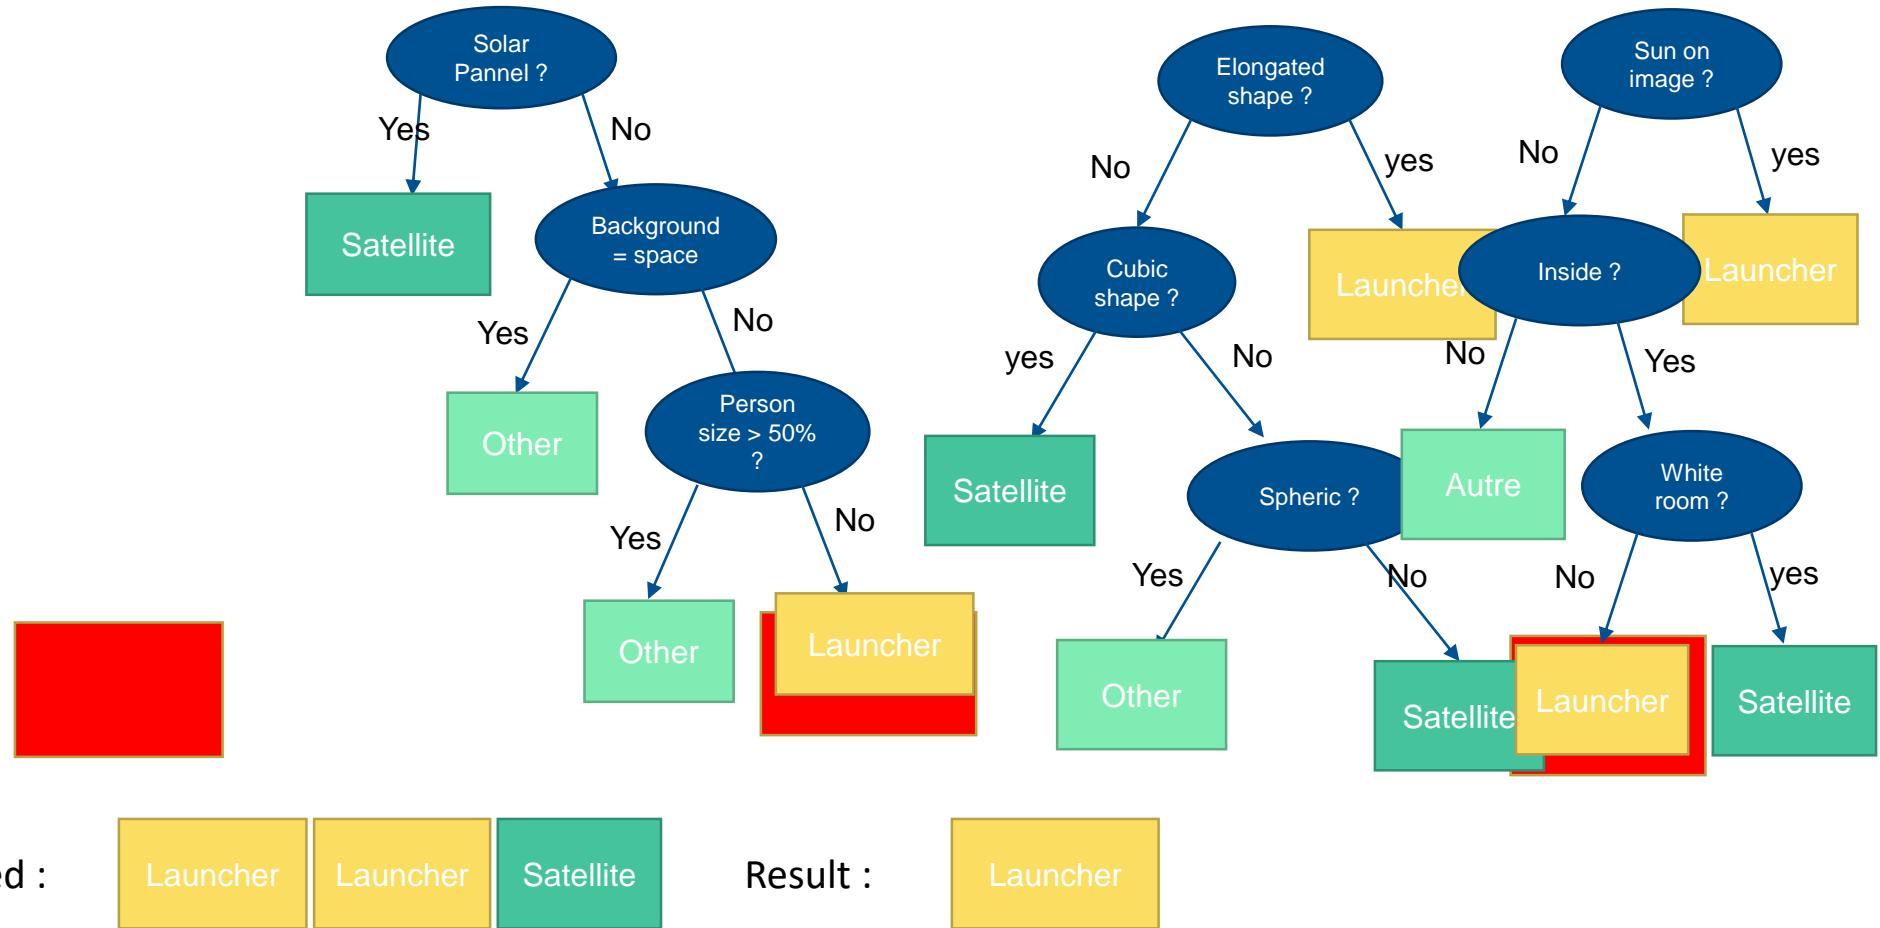 Solar
Pannel ?
Yes
No
Satellite
Background
= space
Yes
No
Other
Person
size > 50%
?
Yes
No
Other
Launcher
Elongated
shape ?
No
yes
Launcher
Cubic
shape ?
yes
No
Satellite
Spheric ?
Yes
No
Other
Satellite
Sun on
image ?
No
yes
Launcher
Inside ?
No
Yes
Autre
White
room ?
No
yes
Launcher
Satellite
ed :
Launcher
Launcher
Satellite
Result :
Launcher